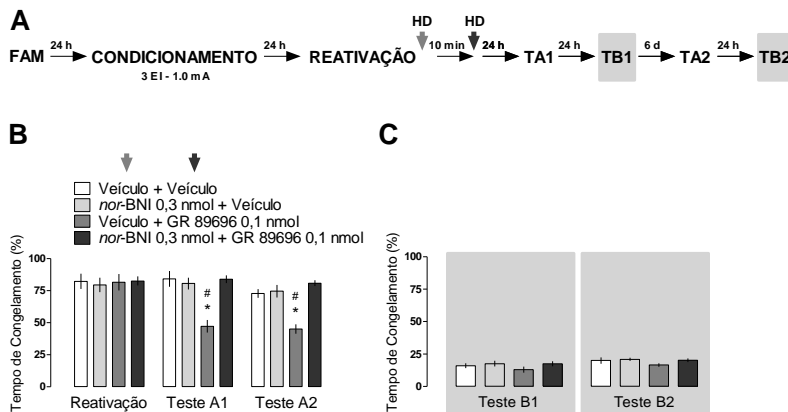 A
HD HD
FAM 24 h CONDICIONAMENTO 24 h REATIVAÇÃO 10 min 24 h TA1 24 h TB1 6 d TA2 24 h TB2
3 EI - 1.0 mA
B
Veículo + Veículo
nor-BNI 0,3 nmol + Veículo
Veículo + GR 89696 0,1 nmol
nor-BNI 0,3 nmol + GR 89696 0,1 nmol
Tempo de Congelamento (%)
100
75
50
25
0
# *
# *
Reativação Teste A1 Teste A2
C
Tempo de Congelamento (%)
100
75
50
25
0
Teste B1 Teste B2